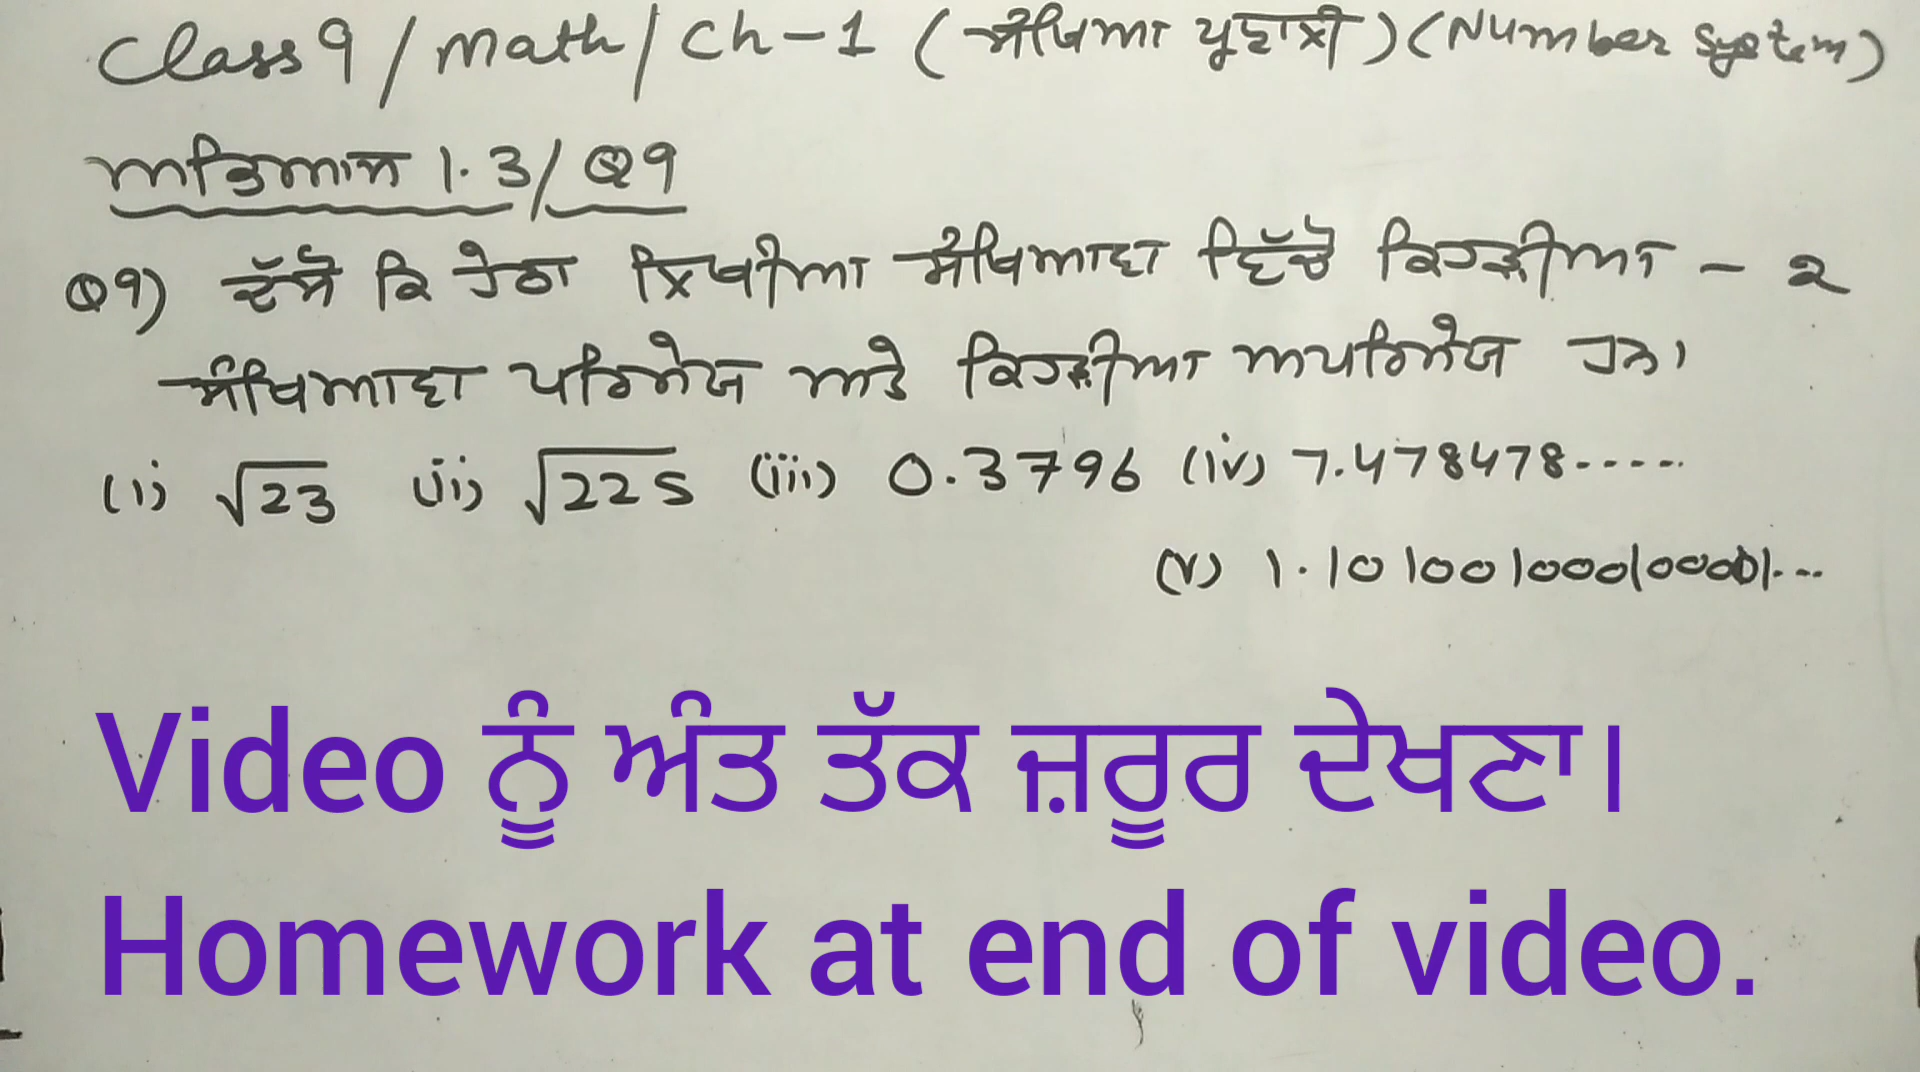 Class 9 / Math / Ch-1 (ਸੰਖਿਆ ਪ੍ਰਣਾਲੀ) (Number System)
ਅਭਿਆਸ 1.3/ Q9
Q9) ਦੱਸੋ ਕਿ ਹੇਠਾ ਲਿਖੀਆ ਸੰਖਿਆਵਾ ਵਿੱਚੋ ਕਿਹੜੀਆ - 2
ਸੰਖਿਆਵਾ ਪਰਿਮੇਯ ਅਤੇ ਕਿਹੜੀਆ ਅਪਰਿਮੇਯ ਹਨ।
(i) √23 (ii) √225 (iii) 0.3796 (iv) 7.478478.....
(v) 1.101001000100001...
Video ਨੂੰ ਅੰਤ ਤੱਕ ਜ਼ਰੂਰ ਦੇਖਣਾ।
Homework at end of video.